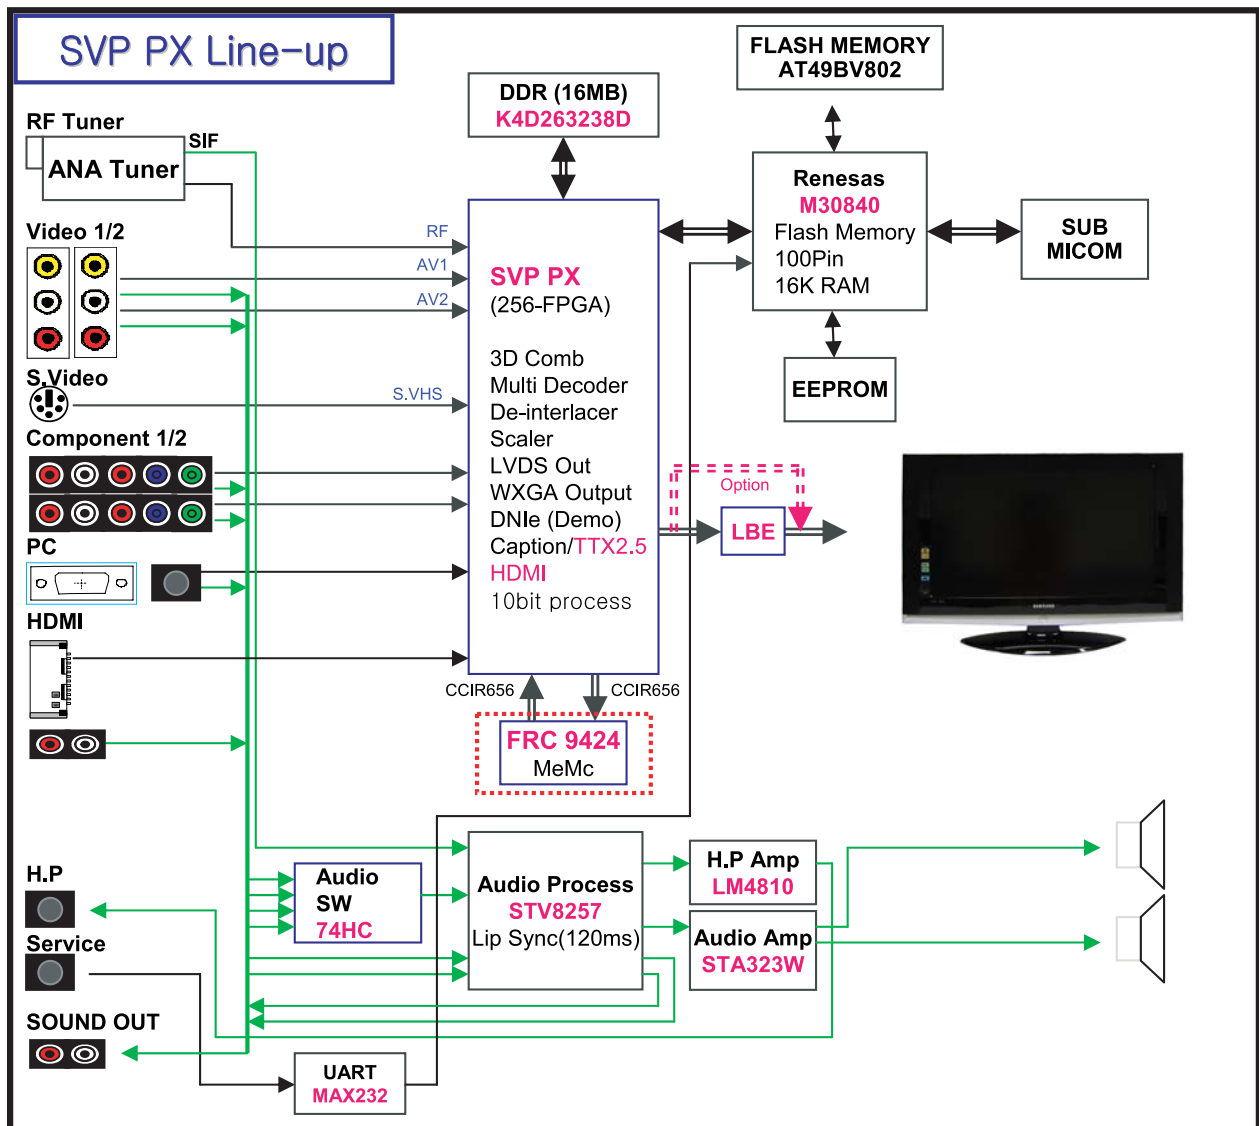 SVP PX Line-up
FLASH MEMORY
AT49BV802
DDR (16MB)
K4D263238D
RF Tuner
SIF
ANA Tuner
Renesas
M30840
Flash Memory
100Pin
16K RAM
SUB
MICOM
Video 1/2
RF
AV1
AV2
SVP PX
(256-FPGA)
3D Comb
Multi Decoder
De-interlacer
Scaler
LVDS Out
WXGA Output
DNIe (Demo)
Caption/TTX2.5
HDMI
10bit process
EEPROM
S.Video
S.VHS
Component 1/2
Option
LBE
PC
SAMSUNG
HDMI
CCIR656
CCIR656
FRC 9424
MeMc
H.P
Audio
SW
74HC
Audio Process
STV8257
Lip Sync(120ms)
H.P Amp
LM4810
Audio Amp
STA323W
Service
SOUND OUT
UART
MAX232